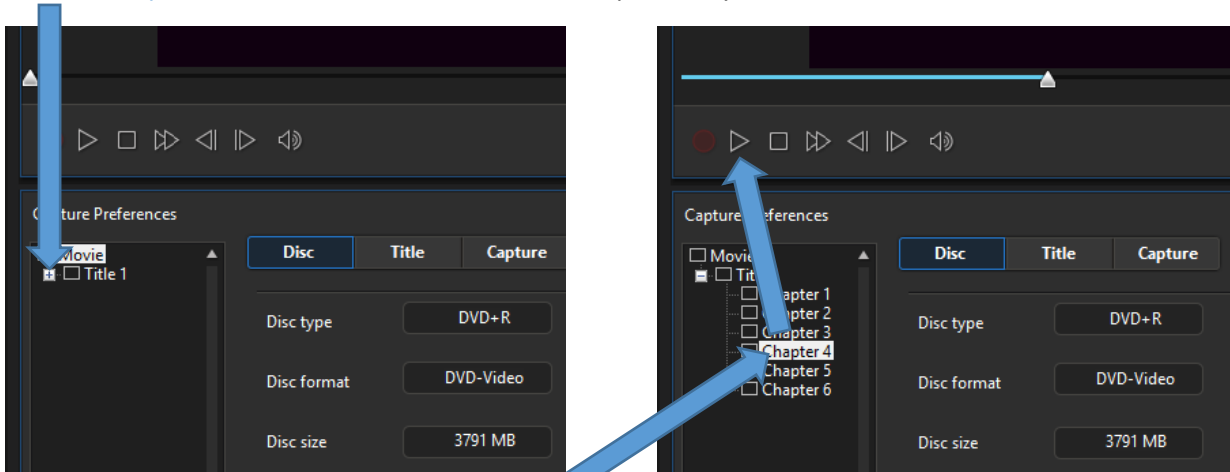 Capture Preferences
Movie
Title 1
Disc Title Capture
Disc type DVD+R
Disc format DVD-Video
Disc size 3791 MB
Capture Preferences
Movie
Chapter 1
Chapter 2
Chapter 3
Chapter 4
Chapter 5
Chapter 6
Disc Title Capture
Disc type DVD+R
Disc format DVD-Video
Disc size 3791 MB